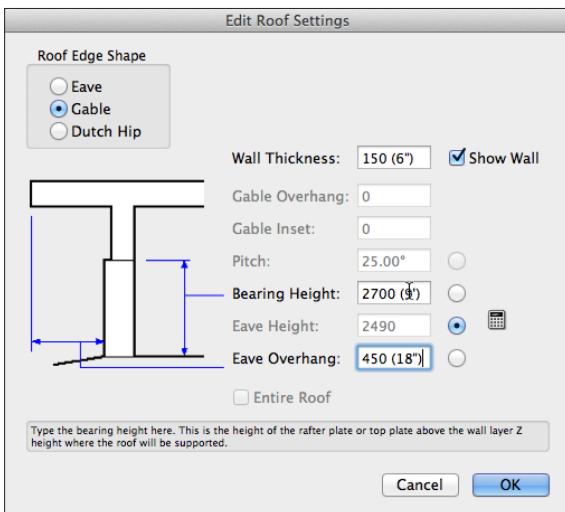 Edit Roof Settings
Roof Edge Shape
Eave
Gable
Dutch Hip
Wall Thickness: 150 (6") Show Wall
Gable Overhang: 0
Gable Inset: 0
Pitch: 25.00°
Bearing Height: 2700 (9')
Eave Height: 2490
Eave Overhang: 450 (18")
Entire Roof
Type the bearing height here. This is the height of the rafter plate or top plate above the wall layer Z
height where the roof will be supported.
Cancel OK